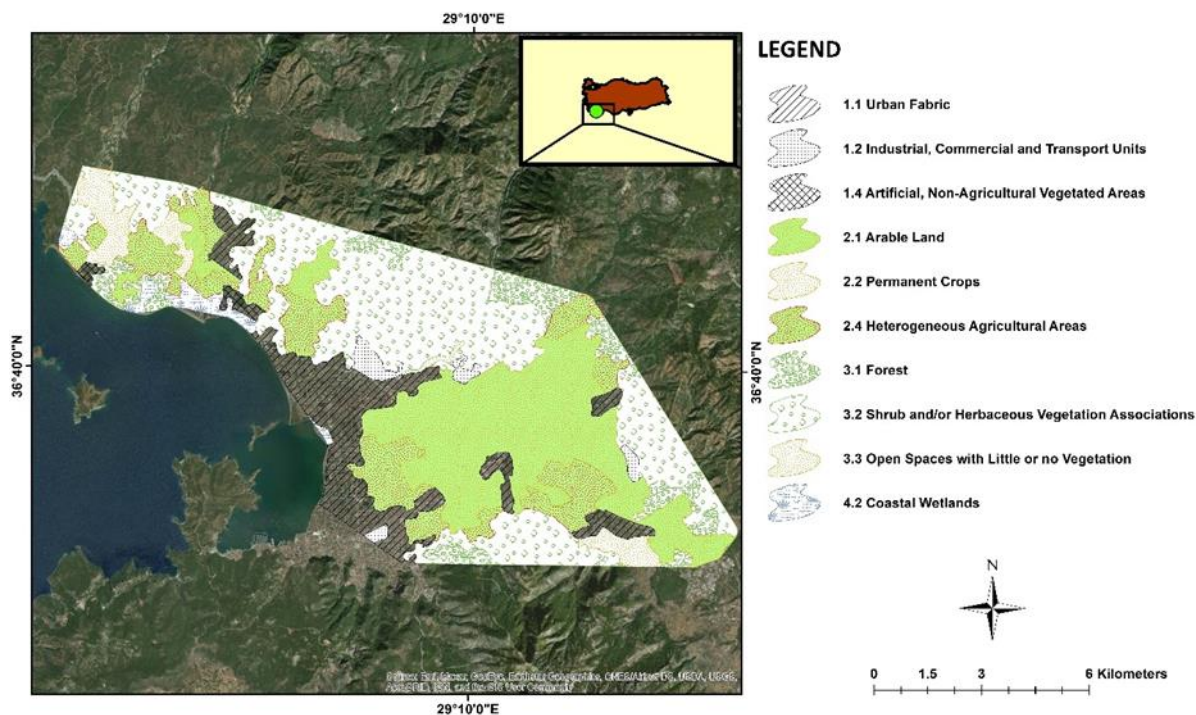 29°10'0"E
LEGEND
1.1 Urban Fabric
1.2 Industrial, Commercial and Transport Units
1.4 Artificial, Non-Agricultural Vegetated Areas
2.1 Arable Land
2.2 Permanent Crops
2.4 Heterogeneous Agricultural Areas
3.1 Forest
3.2 Shrub and/or Herbaceous Vegetation Associations
3.3 Open Spaces with Little or no Vegetation
4.2 Coastal Wetlands
36°40'0"N
36°40'0"N
N
0 1.5 3 6 Kilometers
Community
29°10'0"E